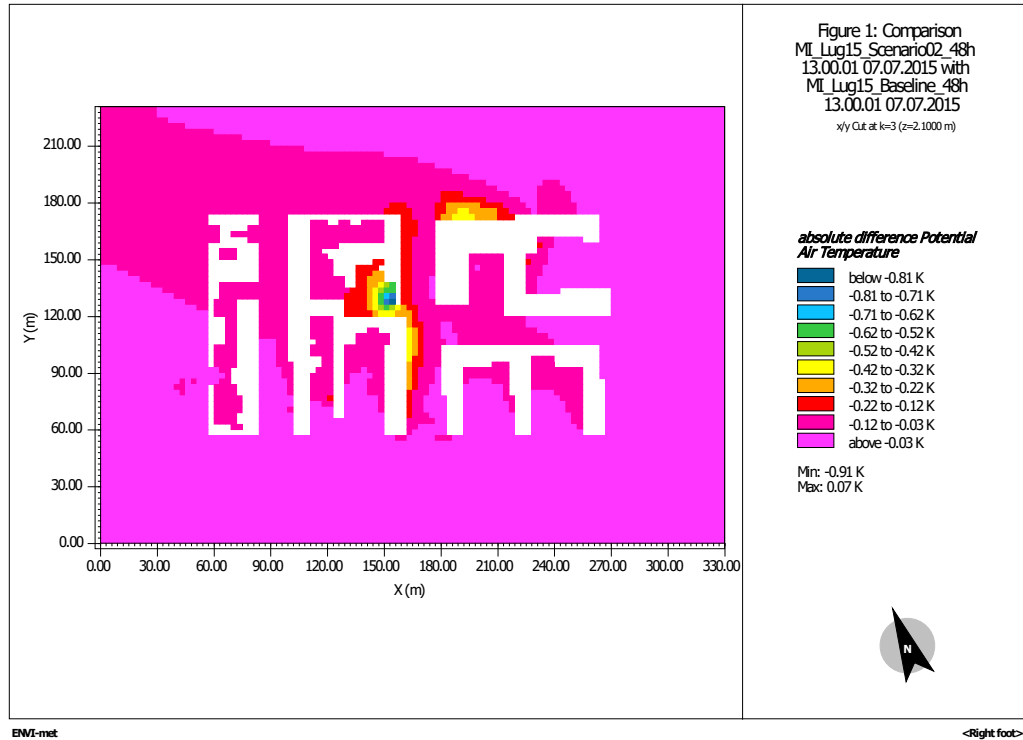 Figure 1: Comparison
MI_Lug15_Scenario02_48h
13.00.01 07.07.2015 with
MI_Lug15_Baseline_48h
13.00.01 07.07.2015
x/y Cut at k=3 (z=2.1000 m)
absolute difference Potential
Air Temperature
below -0.81 K
-0.81 to -0.71 K
-0.71 to -0.62 K
-0.62 to -0.52 K
-0.52 to -0.42 K
-0.42 to -0.32 K
-0.32 to -0.22 K
-0.22 to -0.12 K
-0.12 to -0.03 K
above -0.03 K
Min: -0.91 K
Max: 0.07 K
N
210.00
180.00
150.00
120.00
90.00
60.00
30.00
0.00
Y (m)
0.00 30.00 60.00 90.00 120.00 150.00 180.00 210.00 240.00 270.00 300.00 330.00
X (m)
ENVI-met
<Right foot>